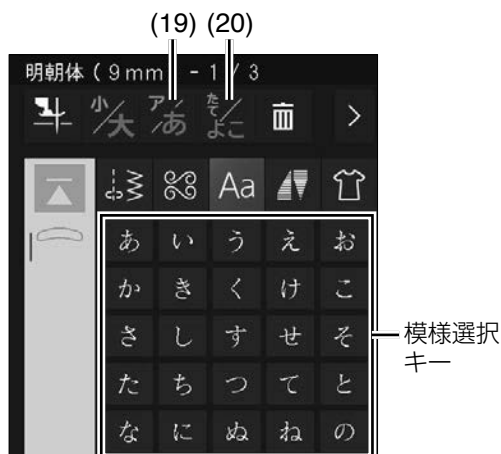 (19) (20)
明朝体(9mm) - 1/3
小/大 ア/あ たて/よこ >
Aa
あ い う え お
か き く け こ
さ し す せ そ
た ち つ て と
な に ぬ ね の
模様選択
キー